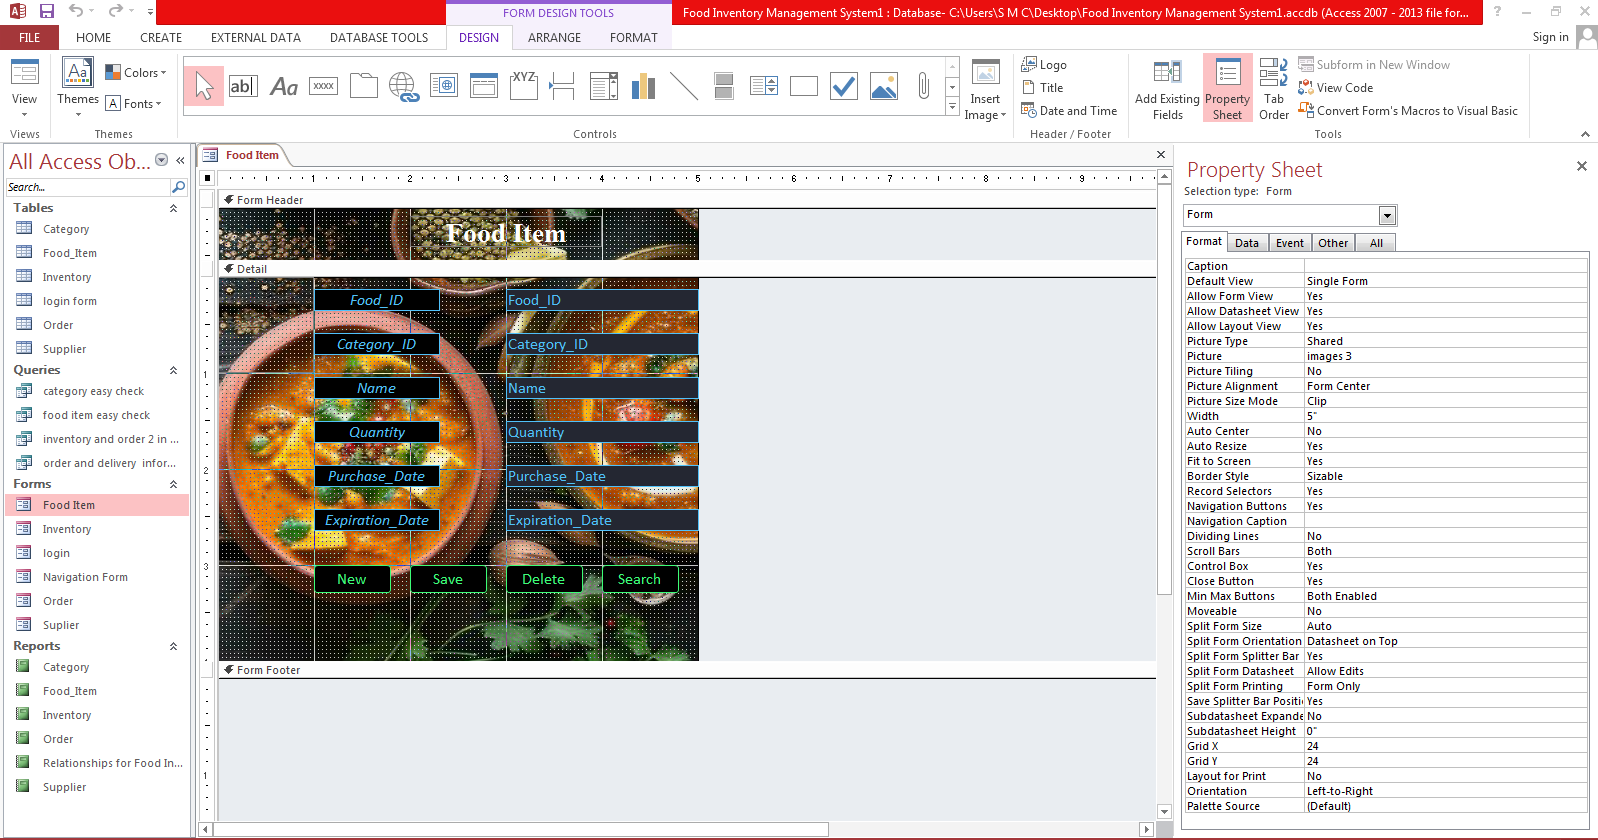 FORM DESIGN TOOLS
Food Inventory Management System1 : Database- C:\Users\S M C\Desktop\Food Inventory Management System1.accdb (Access 2007 - 2013 file for...
?
FILE HOME CREATE EXTERNAL DATA DATABASE TOOLS DESIGN ARRANGE FORMAT
Sign in
View
Views
Themes
Colors
Fonts
Themes
ab|
Aa
xxxx
XYZ
Controls
Insert
Image
Logo
Title
Date and Time
Header / Footer
Add Existing
Fields
Property
Sheet
Tab
Order
Subform in New Window
View Code
Convert Form's Macros to Visual Basic
Tools
All Access Ob...
Search...
Tables
Category
Food_Item
Inventory
login form
Order
Supplier
Queries
category easy check
food item easy check
inventory and order 2 in ...
order and delivery infor...
Forms
Food Item
Inventory
login
Navigation Form
Order
Suplier
Reports
Category
Food_Item
Inventory
Order
Relationships for Food In...
Supplier
Food Item
1 2 3 4 5 6 7 8 9
Form Header
Food Item
Detail
Food_ID Food_ID
Category_ID Category_ID
1
Name Name
Quantity Quantity
2
Purchase_Date Purchase_Date
Expiration_Date Expiration_Date
3
New Save Delete Search
Form Footer
1
Property Sheet
Selection type: Form
Form
Format Data Event Other All
Caption
Default View Single Form
Allow Form View Yes
Allow Datasheet View Yes
Allow Layout View Yes
Picture Type Shared
Picture images 3
Picture Tiling No
Picture Alignment Form Center
Picture Size Mode Clip
Width 5"
Auto Center No
Auto Resize Yes
Fit to Screen Yes
Border Style Sizable
Record Selectors Yes
Navigation Buttons Yes
Navigation Caption
Dividing Lines No
Scroll Bars Both
Control Box Yes
Close Button Yes
Min Max Buttons Both Enabled
Moveable No
Split Form Size Auto
Split Form Orientation Datasheet on Top
Split Form Splitter Bar Yes
Split Form Datasheet Allow Edits
Split Form Printing Form Only
Save Splitter Bar Positi Yes
Subdatasheet Expande No
Subdatasheet Height 0"
Grid X 24
Grid Y 24
Layout for Print No
Orientation Left-to-Right
Palette Source (Default)